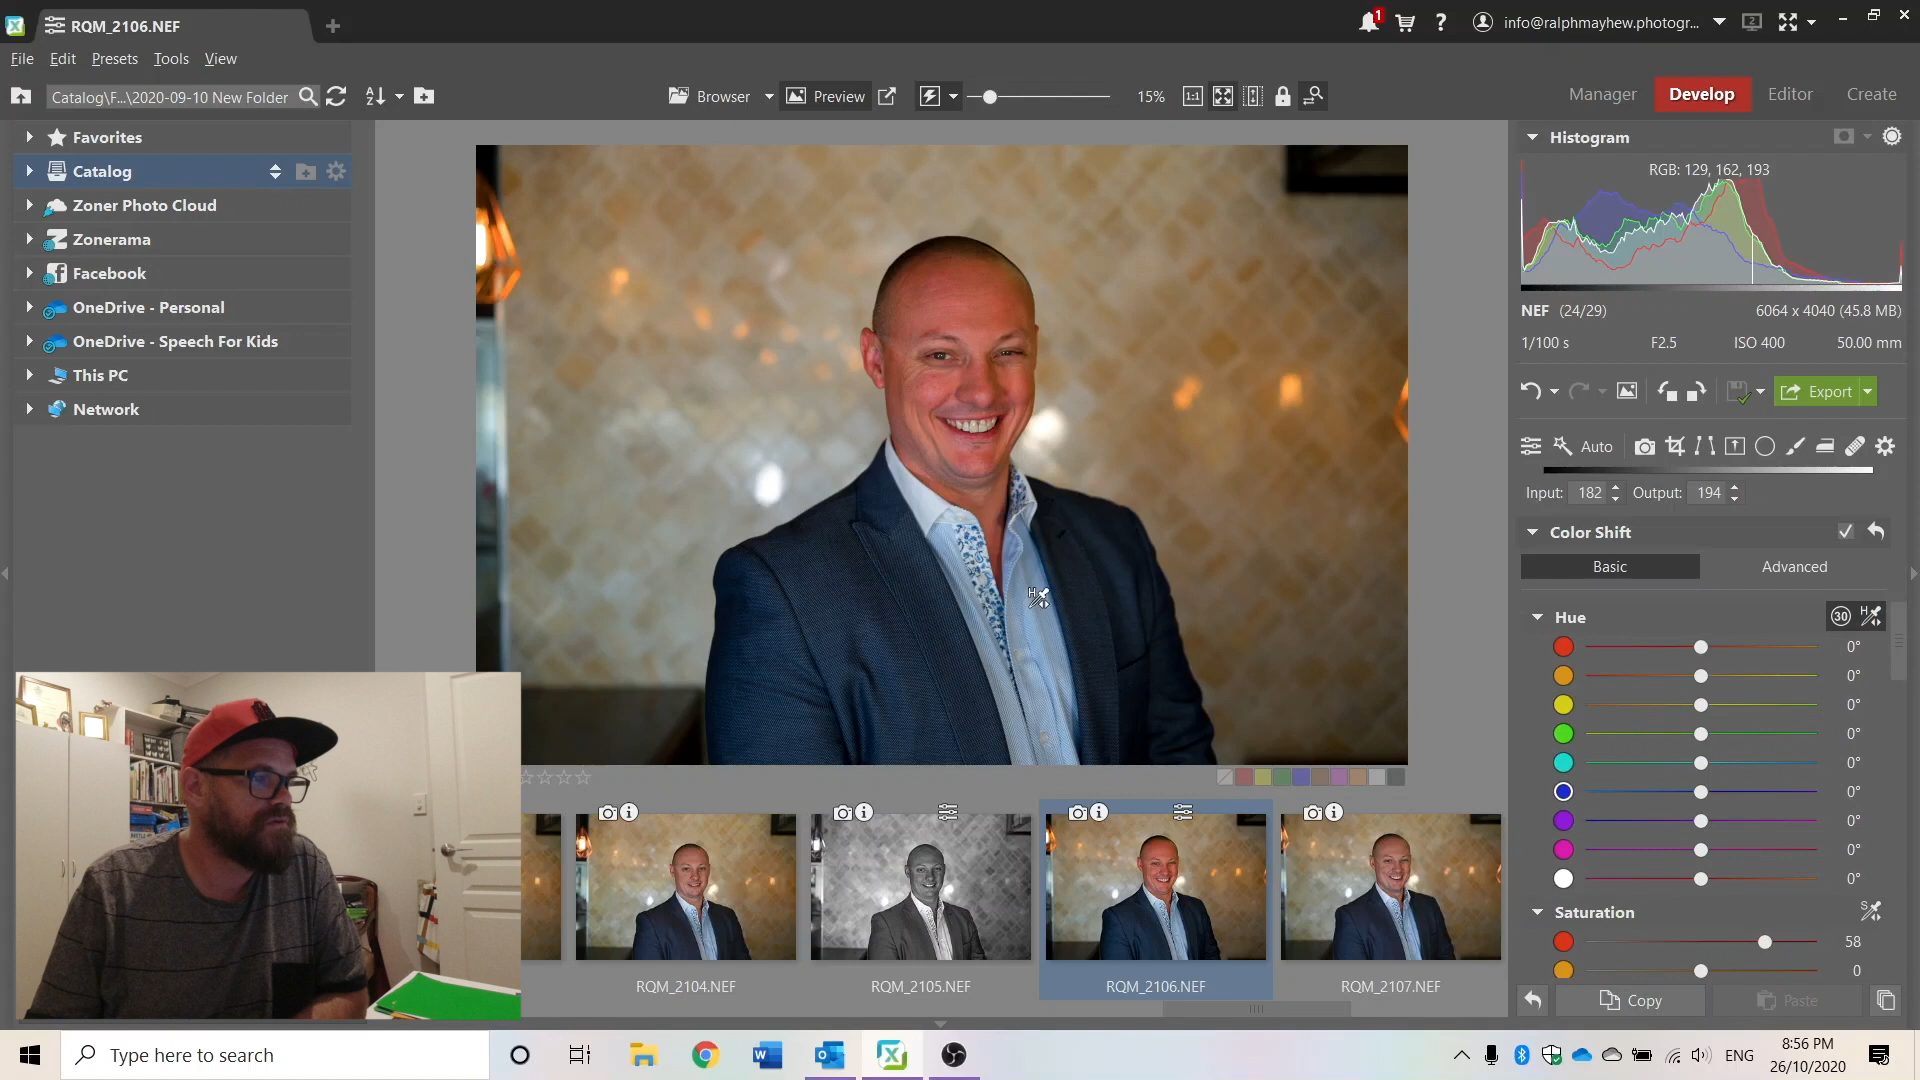 RQM_2106.NEF
1 info@ralphmayhew.photogr... 2
File Edit Presets Tools View
Catalog\F...\2020-09-10 New Folder
A Z Browser Preview 15% 1:1
Manager Develop Editor Create
Favorites
Catalog
Zoner Photo Cloud
Zonerama
Facebook
OneDrive - Personal
OneDrive - Speech For Kids
This PC
Network
Histogram
RGB: 129, 162, 193
NEF (24/29) 6064 x 4040 (45.8 MB)
1/100 s F2.5 ISO 400 50.00 mm
Export
Auto
Input: 182 Output: 194
Color Shift
Basic Advanced
Hue 30 H
0°
0°
0°
0°
0°
0°
0°
0°
0°
Saturation S
58
0
Copy Paste
H
RQM_2104.NEF
RQM_2105.NEF
RQM_2106.NEF
RQM_2107.NEF
Type here to search
ENG
8:56 PM
26/10/2020